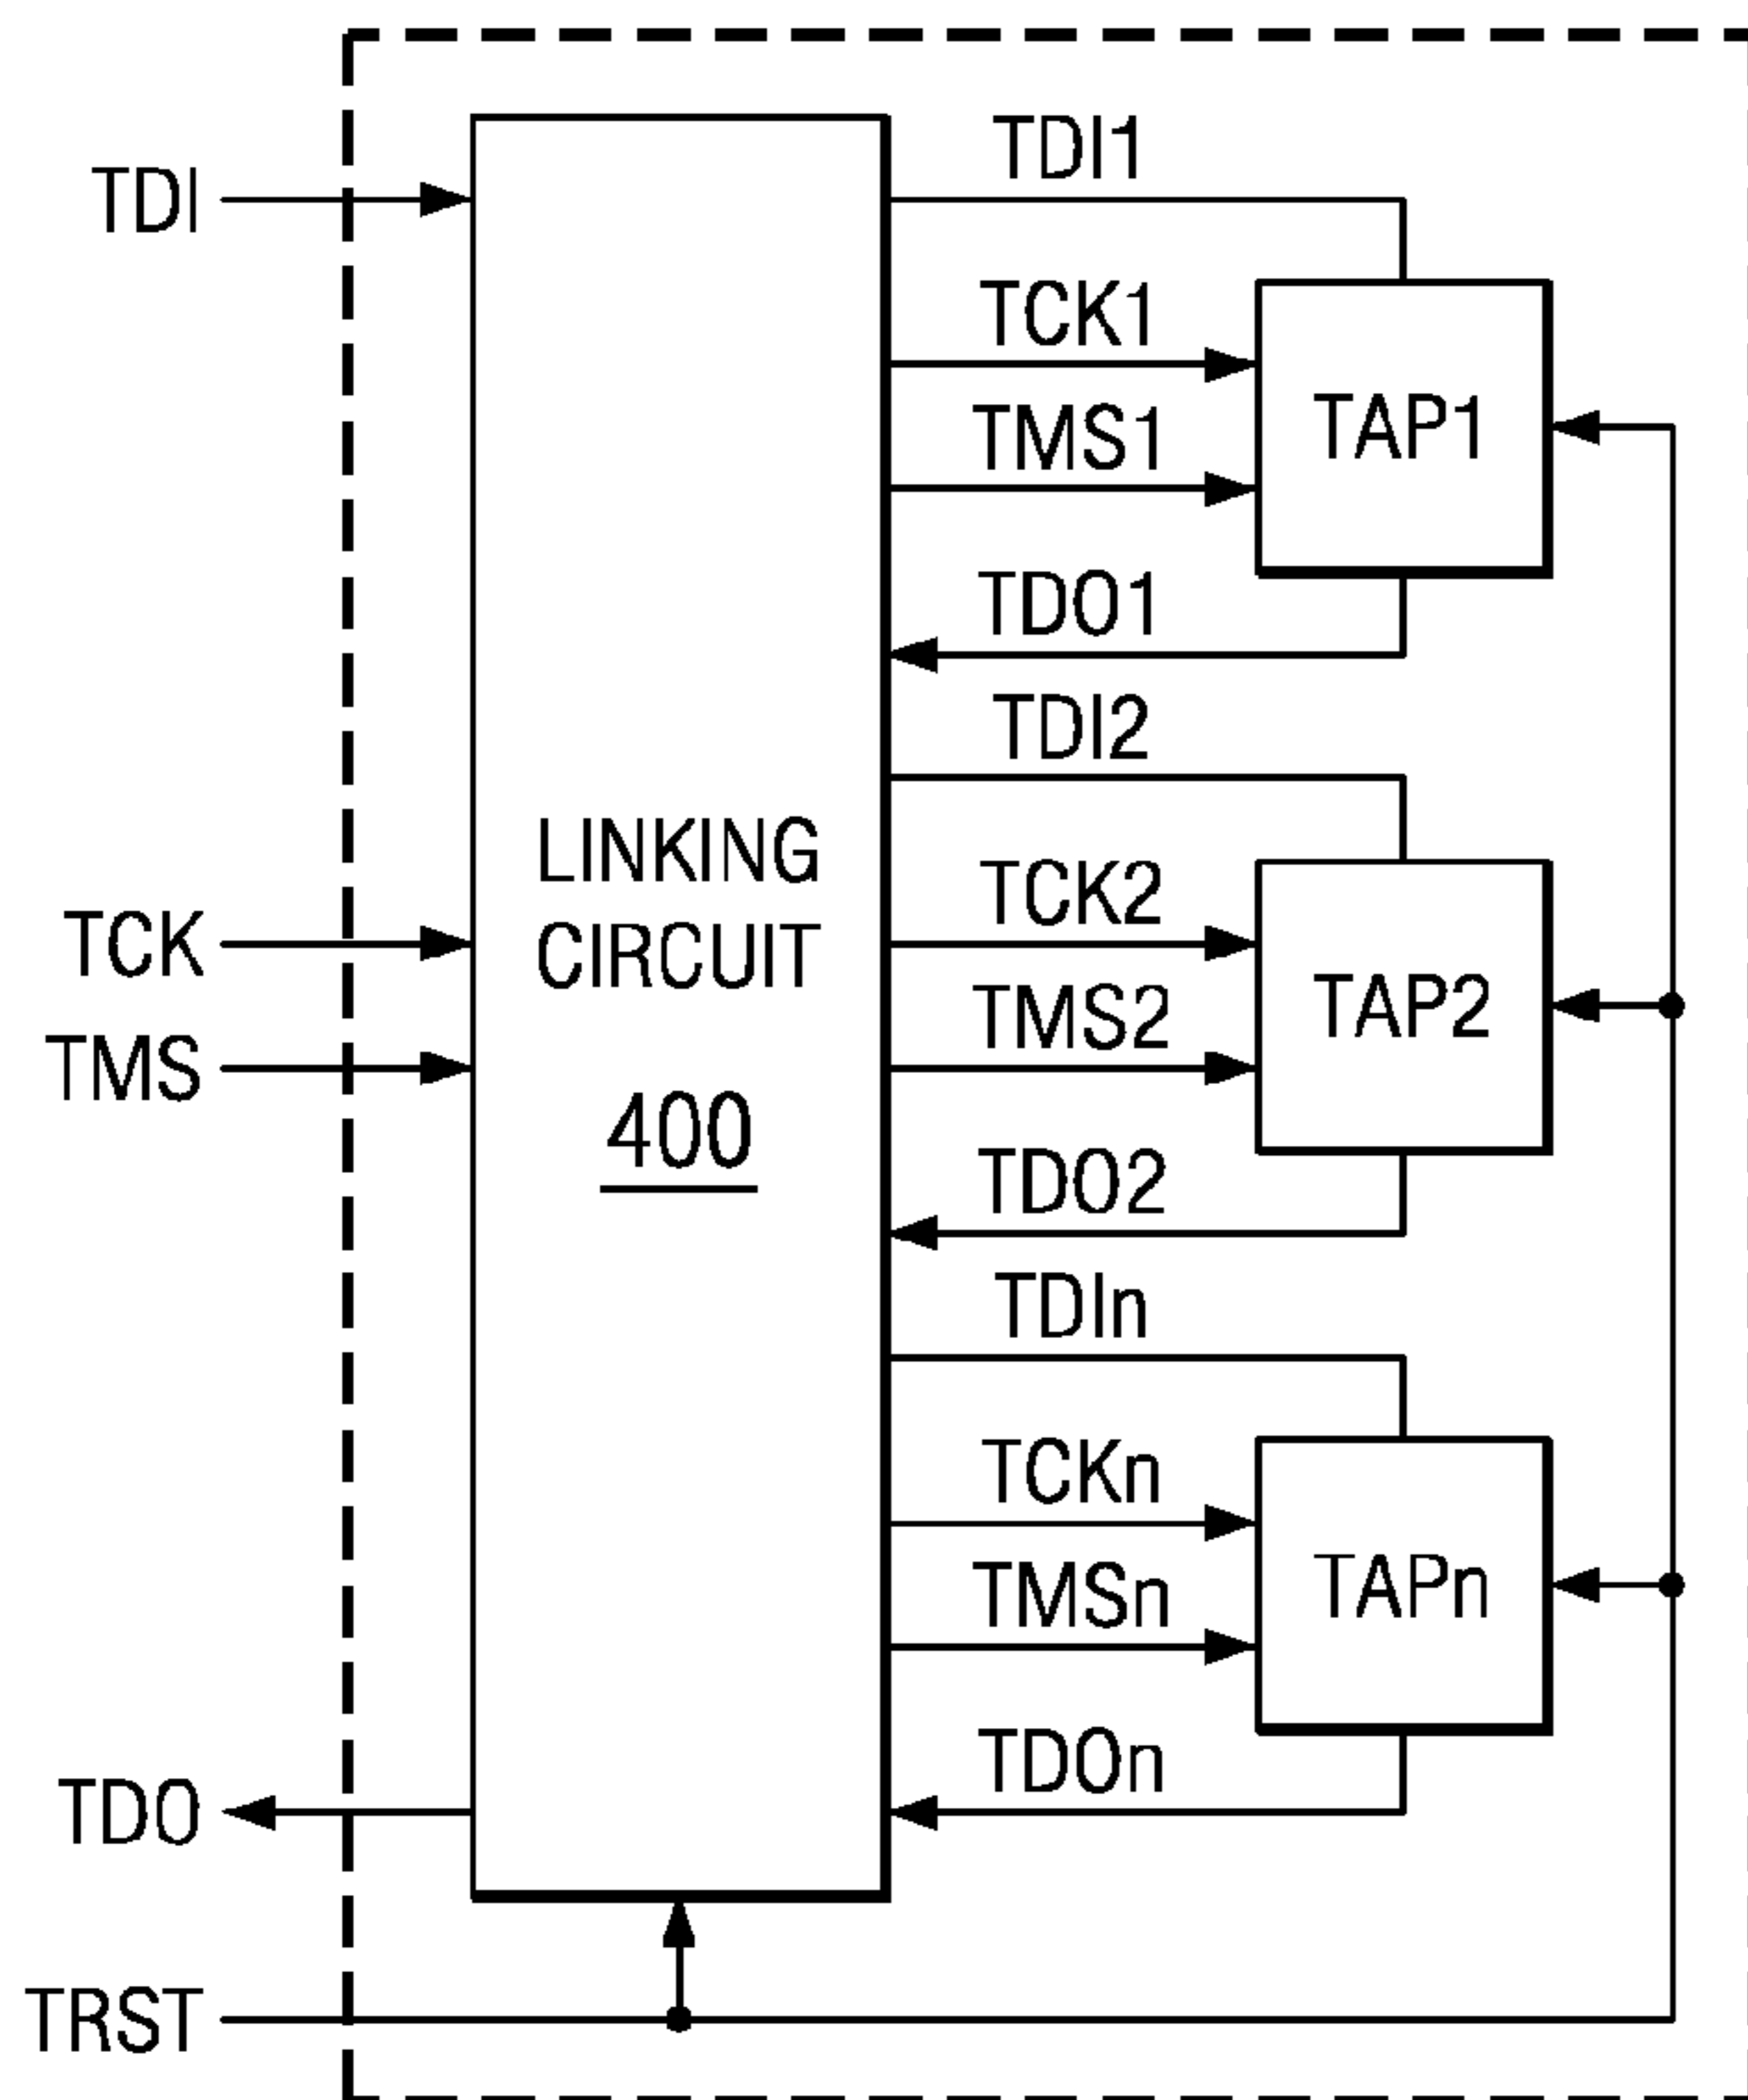 TDI
TCK
TMS
TDO
TRST
LINKING
CIRCUIT
400
TDI1
TCK1
TMS1
TDO1
TAP1
TDI2
TCK2
TMS2
TDO2
TAP2
TDIn
TCKn
TMSn
TDOn
TAPn